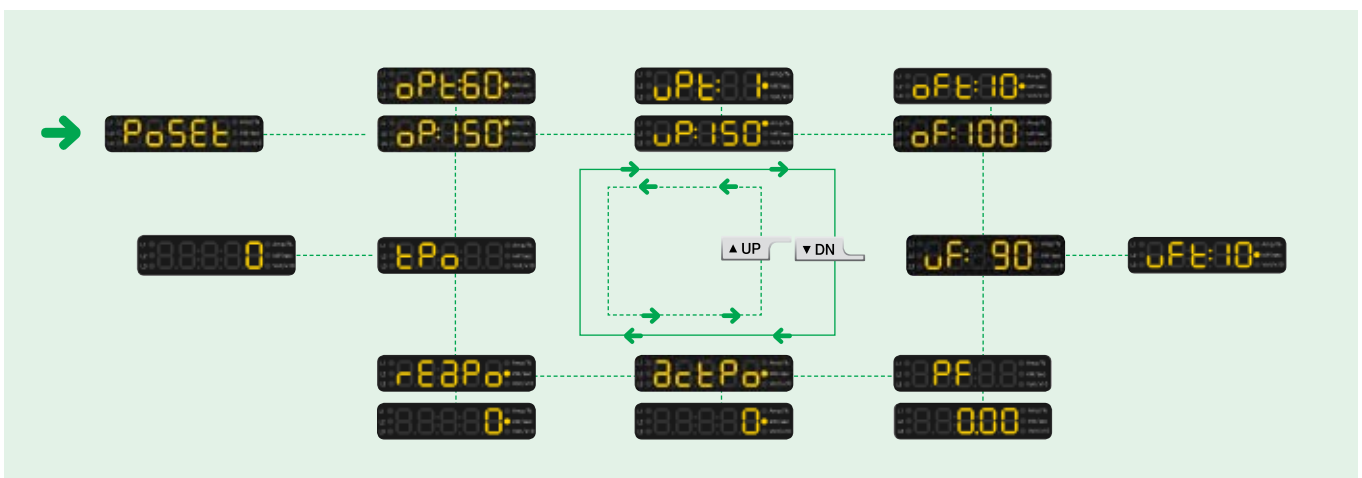 oPt:60
uPt: 1
oFt:10
PoSEt
oP:150
uP:150
oF:100
0
tPo
▲ UP
▼ DN
uF: 90
uFt:10
rEaPo
actPo
PF
0
0
0.00